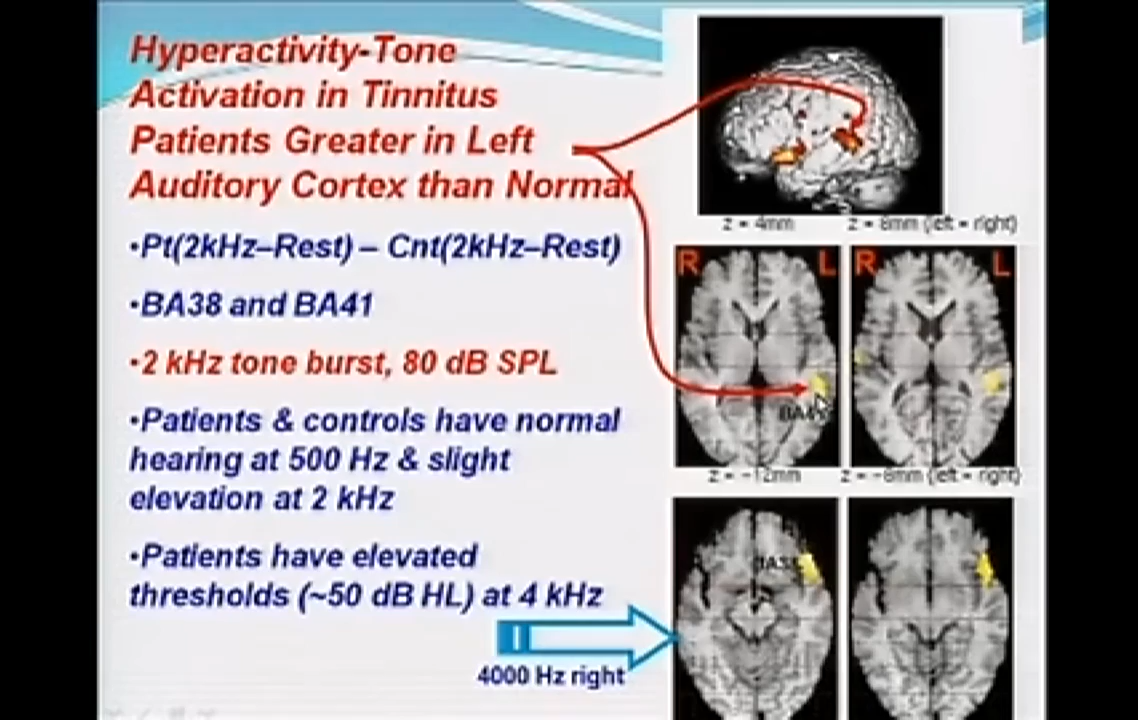 Hyperactivity-Tone
Activation in Tinnitus
Patients Greater in Left
Auditory Cortex than Normal
•Pt(2kHz–Rest) – Cnt(2kHz–Rest)
•BA38 and BA41
•2 kHz tone burst, 80 dB SPL
•Patients & controls have normal
hearing at 500 Hz & slight
elevation at 2 kHz
•Patients have elevated
thresholds (~50 dB HL) at 4 kHz
4000 Hz right
z = 4mm
z = 8mm (left = right)
R
L
R
L
z = -12mm
z = -8mm (left = right)